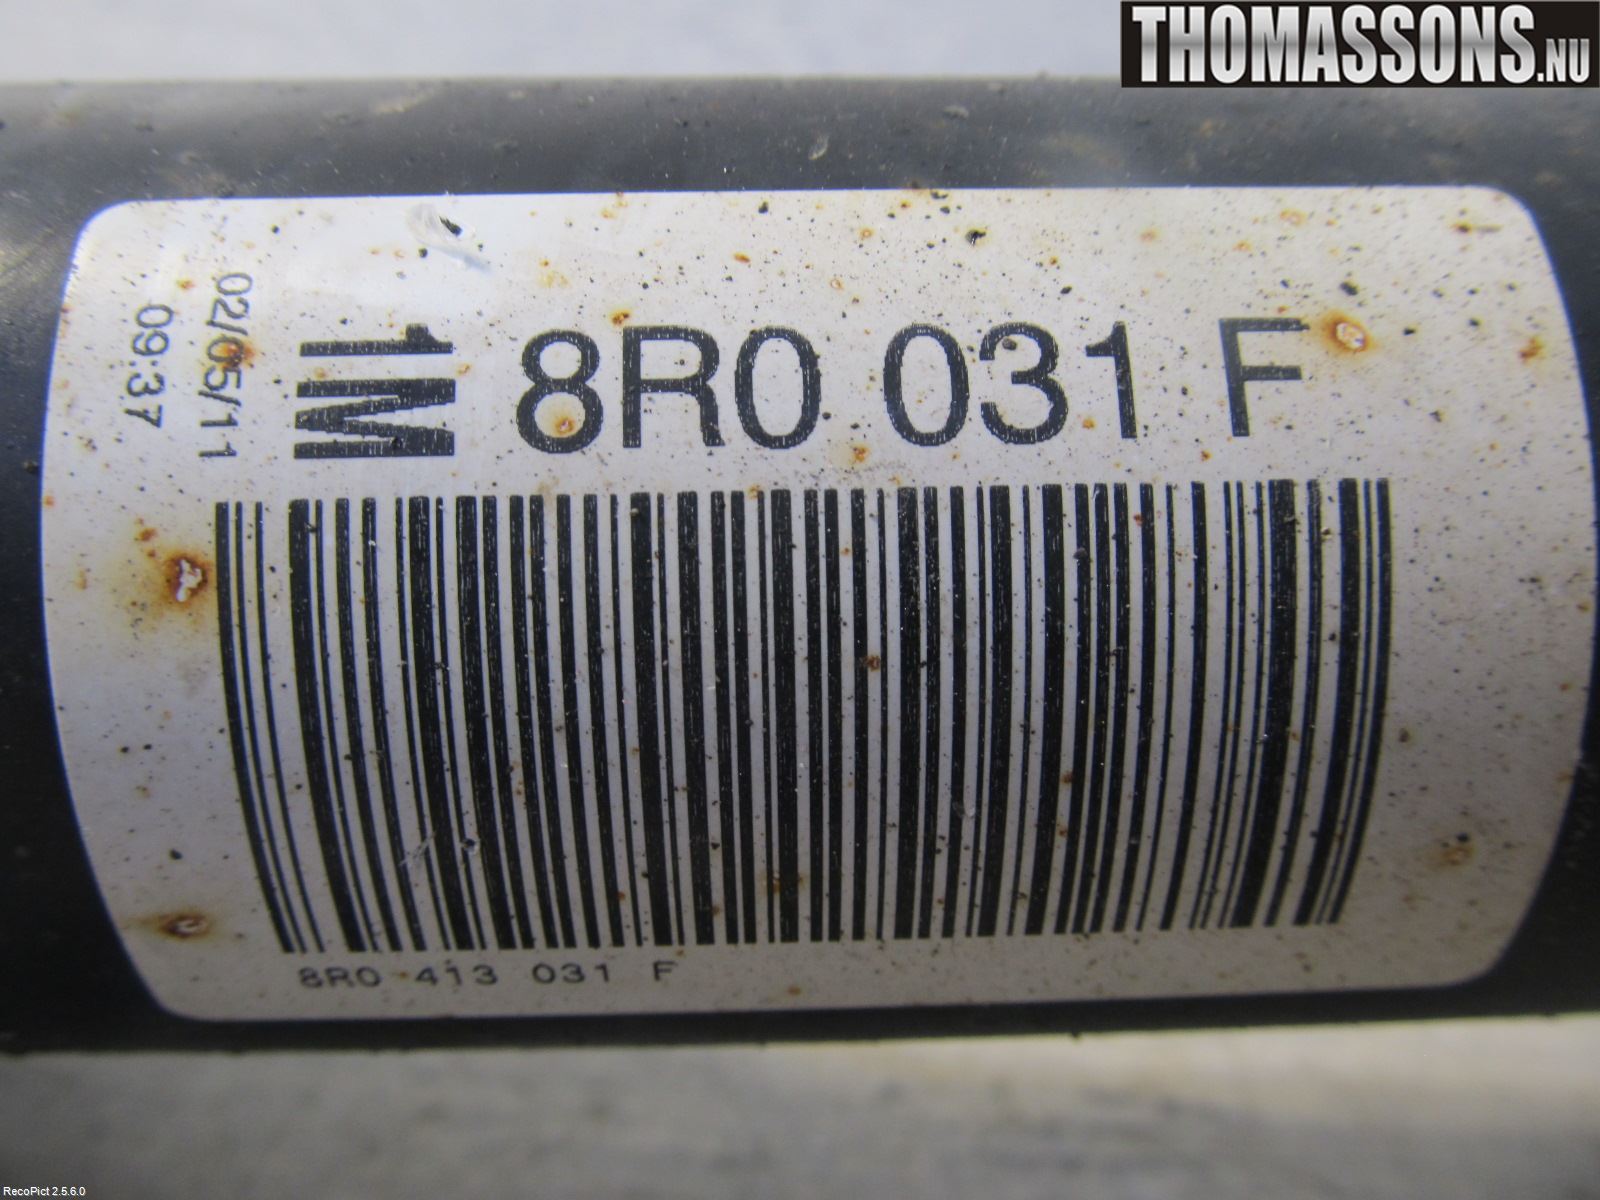 THOMASSONS.NU
02/05/11
09:37
1M
8R0 031 F
8R0 413 031 F
RecoPict 2.5.6.0